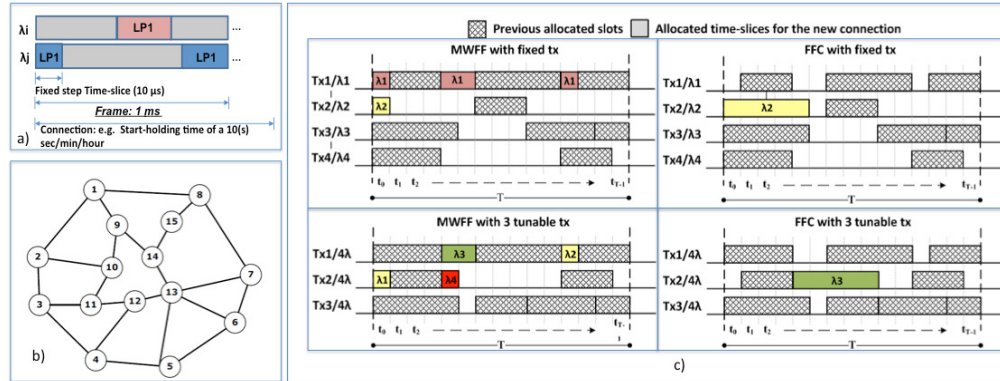 λi LP1 ...
λj LP1 LP1 ...
Fixed step Time-slice (10 µs)
Frame: 1 ms
Connection: e.g. Start-holding time of a 10(s)
sec/min/hour
a)
1
8
15
9
2
14
10
7
13
12
3
11
6
4
5
b)
Previous allocated slots
Allocated time-slices for the new connection
MWFF with fixed tx
Tx1/λ1 λ1 λ1 λ1
Tx2/λ2 λ2
Tx3/λ3
Tx4/λ4
t0 t1 t2 tT-1
T
FFC with fixed tx
Tx1/λ1
Tx2/λ2 λ2
Tx3/λ3
Tx4/λ4
t0 t1 t2 tT-1
T
MWFF with 3 tunable tx
Tx1/4λ λ3 λ2
Tx2/4λ λ1 λ4
Tx3/4λ
t0 t1 t2 tT-
T
FFC with 3 tunable tx
Tx1/4λ
Tx2/4λ λ3
Tx3/4λ
t0 t1 t2 tT-1
T
c)